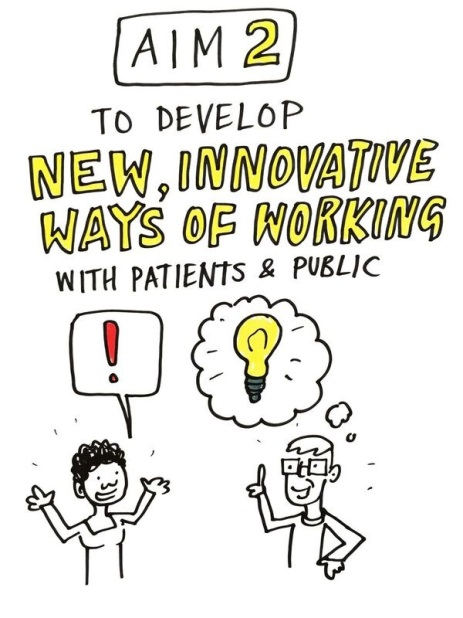 AIM 2
TO DEVELOP
NEW, INNOVATIVE
WAYS OF WORKING
WITH PATIENTS & PUBLIC
!